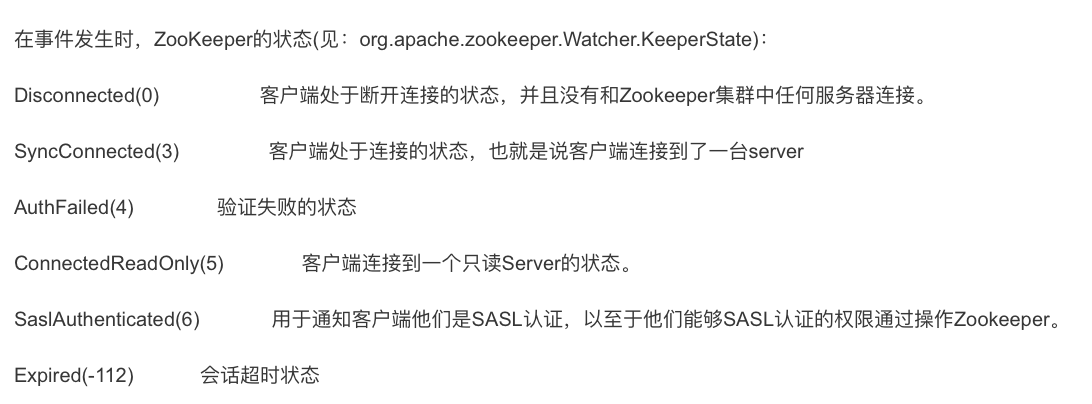 在事件发生时，ZooKeeper的状态(见：org.apache.zookeeper.Watcher.KeeperState)：
Disconnected(0) 客户端处于断开连接的状态，并且没有和Zookeeper集群中任何服务器连接。
SyncConnected(3) 客户端处于连接的状态，也就是说客户端连接到了一台server
AuthFailed(4) 验证失败的状态
ConnectedReadOnly(5) 客户端连接到一个只读Server的状态。
SaslAuthenticated(6) 用于通知客户端他们是SASL认证，以至于他们能够SASL认证的权限通过操作Zookeeper。
Expired(-112) 会话超时状态